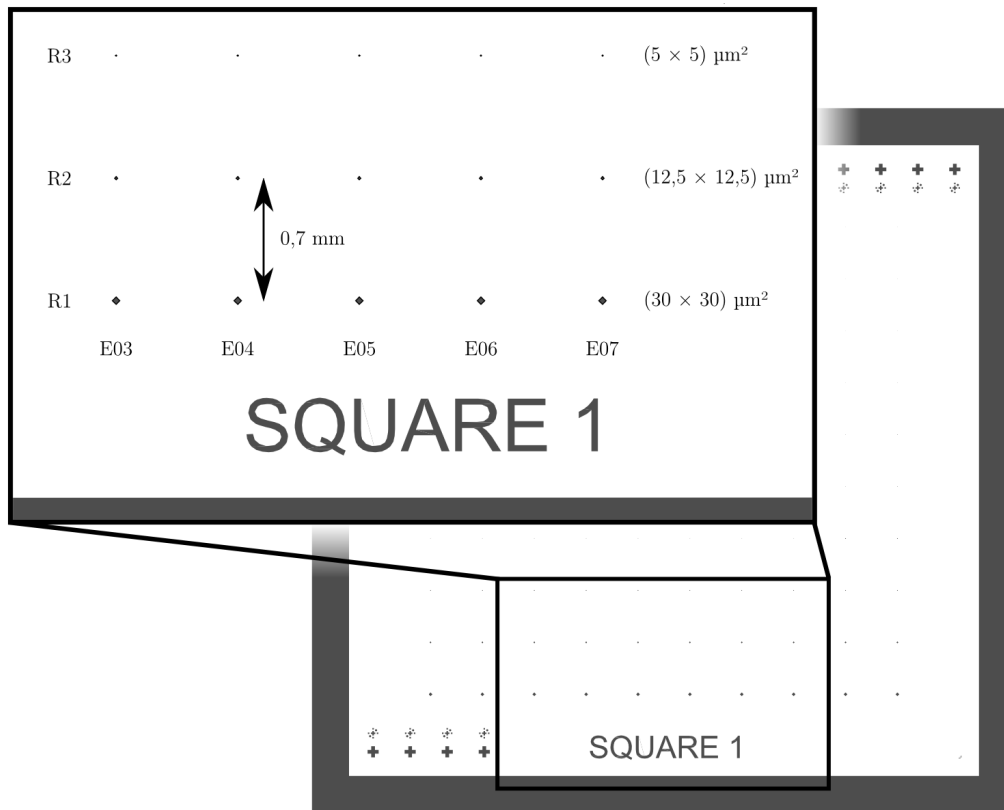 R3 (5 × 5) µm²
R2 (12,5 × 12,5) µm²
0,7 mm
R1 (30 × 30) µm²
E03 E04 E05 E06 E07
SQUARE 1
SQUARE 1